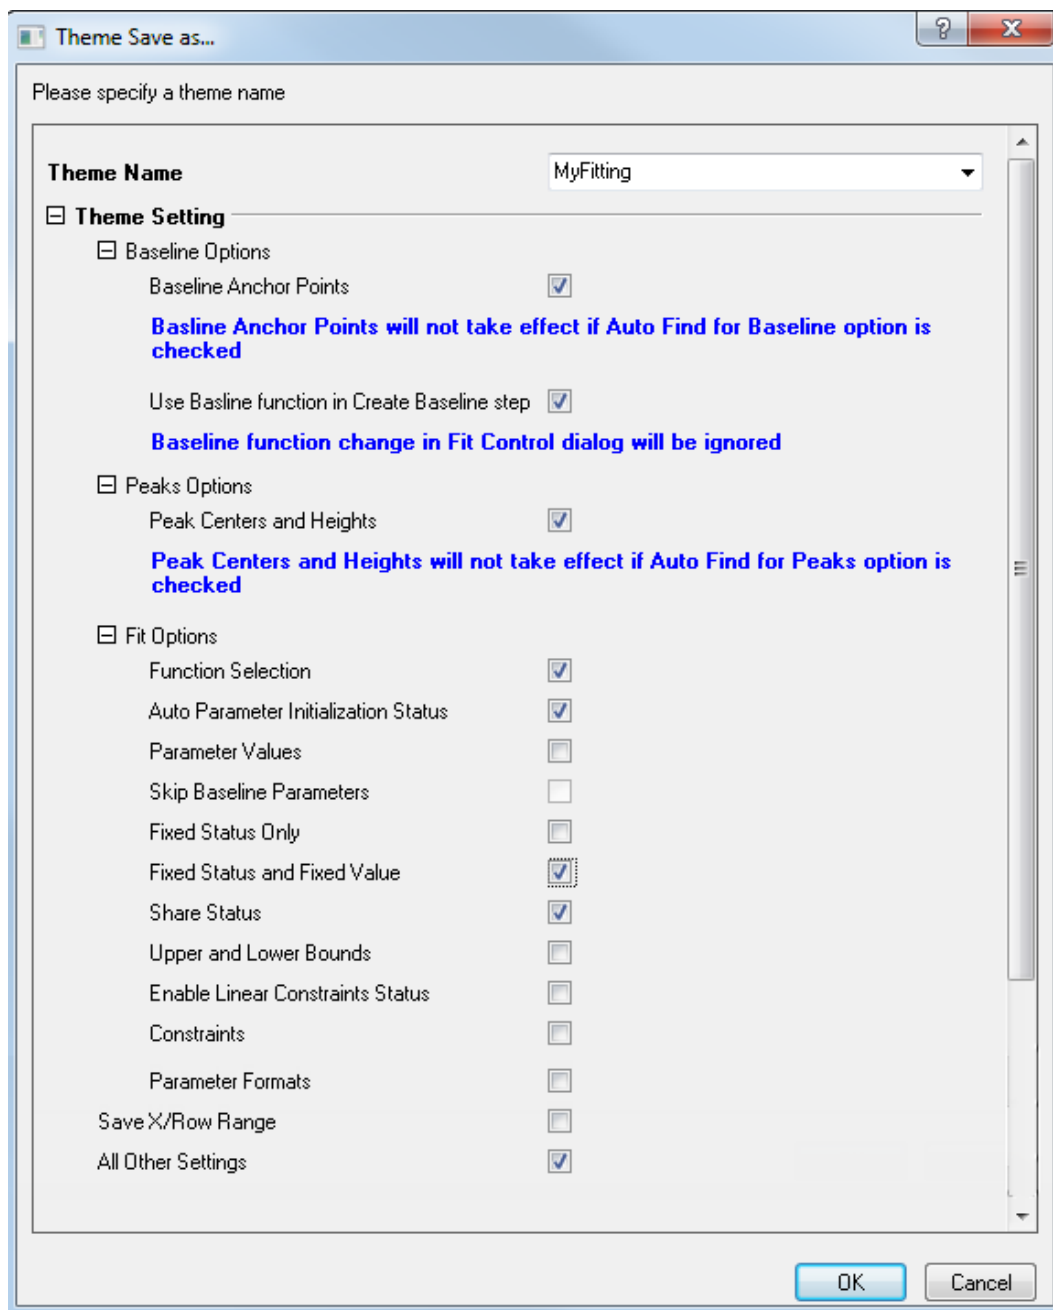 Theme Save as...
Please specify a theme name
Theme Name MyFitting
Theme Setting
Baseline Options
Baseline Anchor Points
Basline Anchor Points will not take effect if Auto Find for Baseline option is
checked
Use Basline function in Create Baseline step
Baseline function change in Fit Control dialog will be ignored
Peaks Options
Peak Centers and Heights
Peak Centers and Heights will not take effect if Auto Find for Peaks option is
checked
Fit Options
Function Selection
Auto Parameter Initialization Status
Parameter Values
Skip Baseline Parameters
Fixed Status Only
Fixed Status and Fixed Value
Share Status
Upper and Lower Bounds
Enable Linear Constraints Status
Constraints
Parameter Formats
Save X/Row Range
All Other Settings
OK Cancel